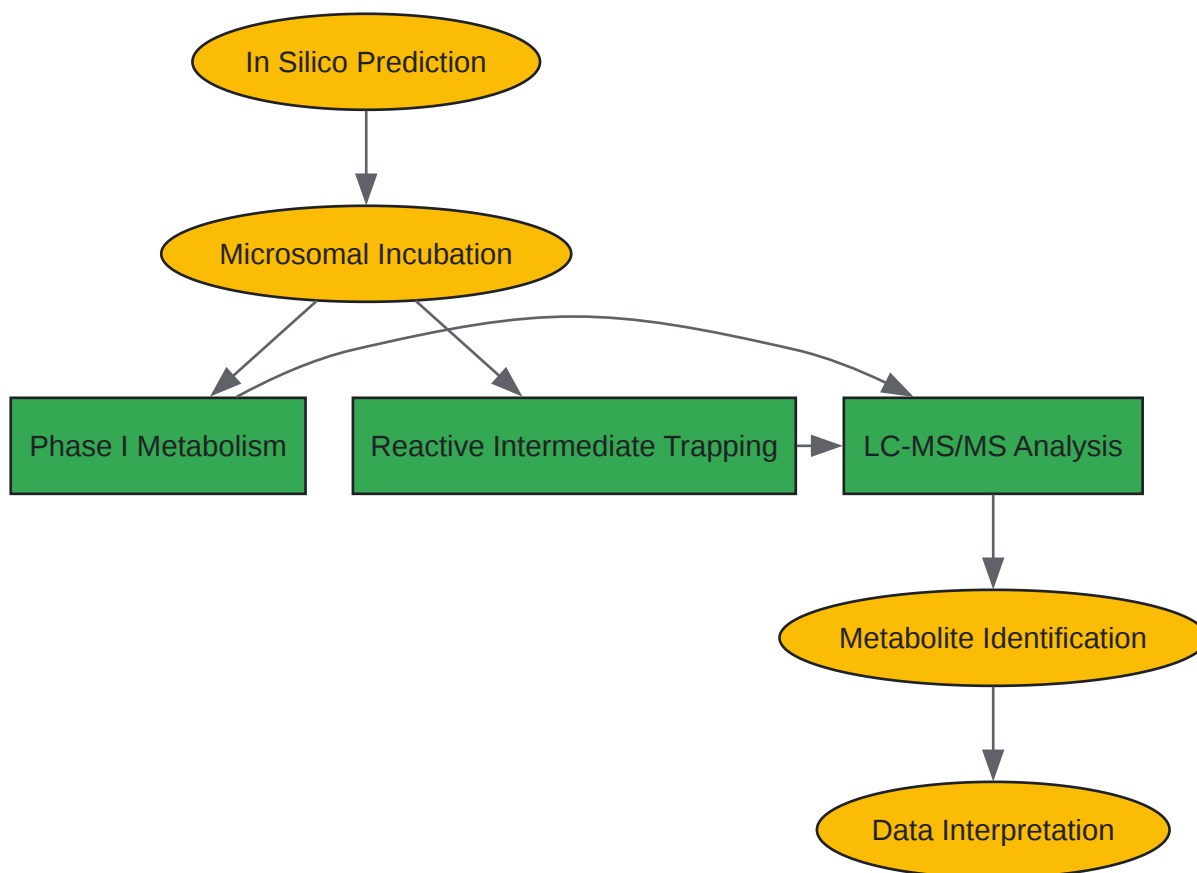 In Silico Prediction
Microsomal Incubation
Phase I Metabolism
Reactive Intermediate Trapping
LC-MS/MS Analysis
Metabolite Identification
Data Interpretation